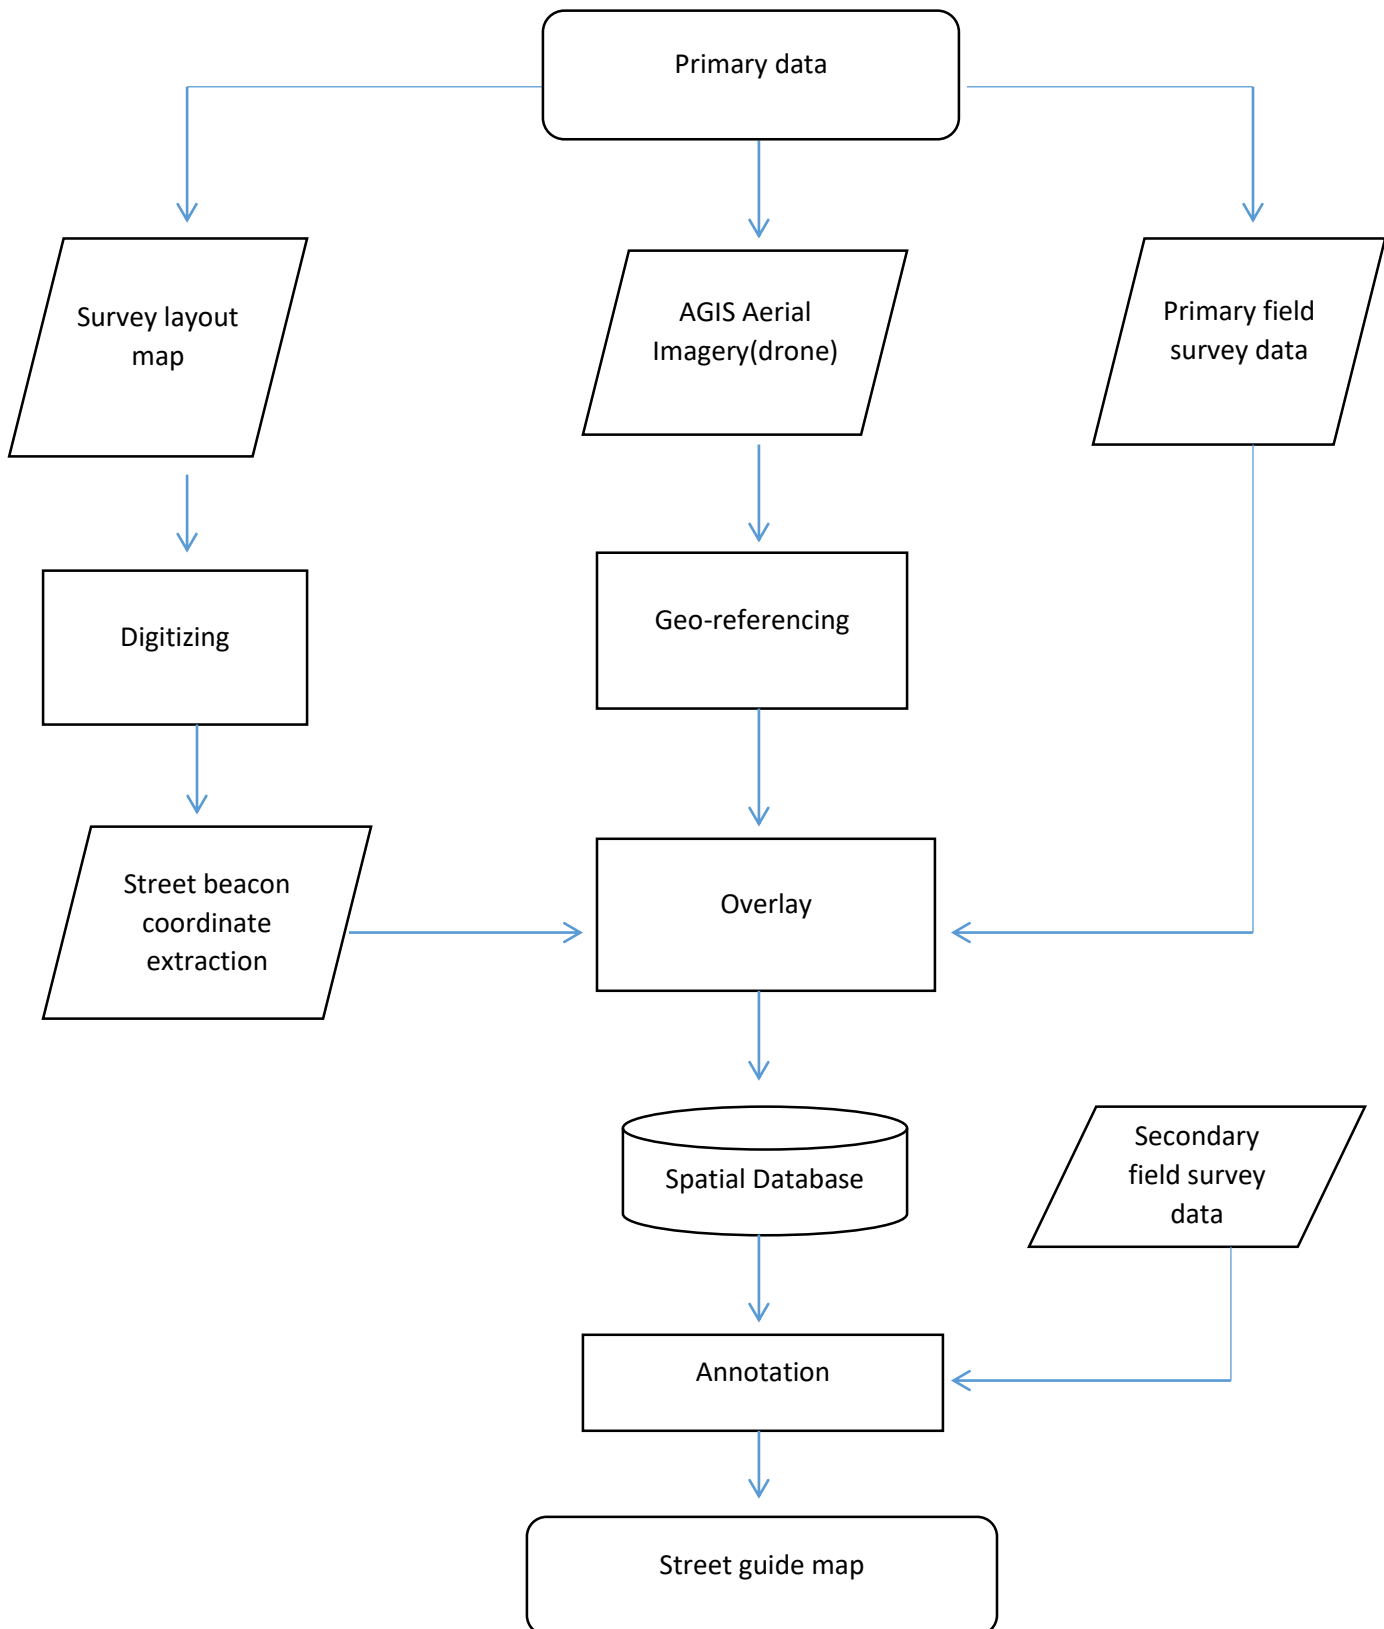 Primary data
Survey layout
map
AGIS Aerial
Imagery(drone)
Primary field
survey data
Digitizing
Geo-referencing
Street beacon
coordinate
extraction
Overlay
Spatial Database
Secondary
field survey
data
Annotation
Street guide map